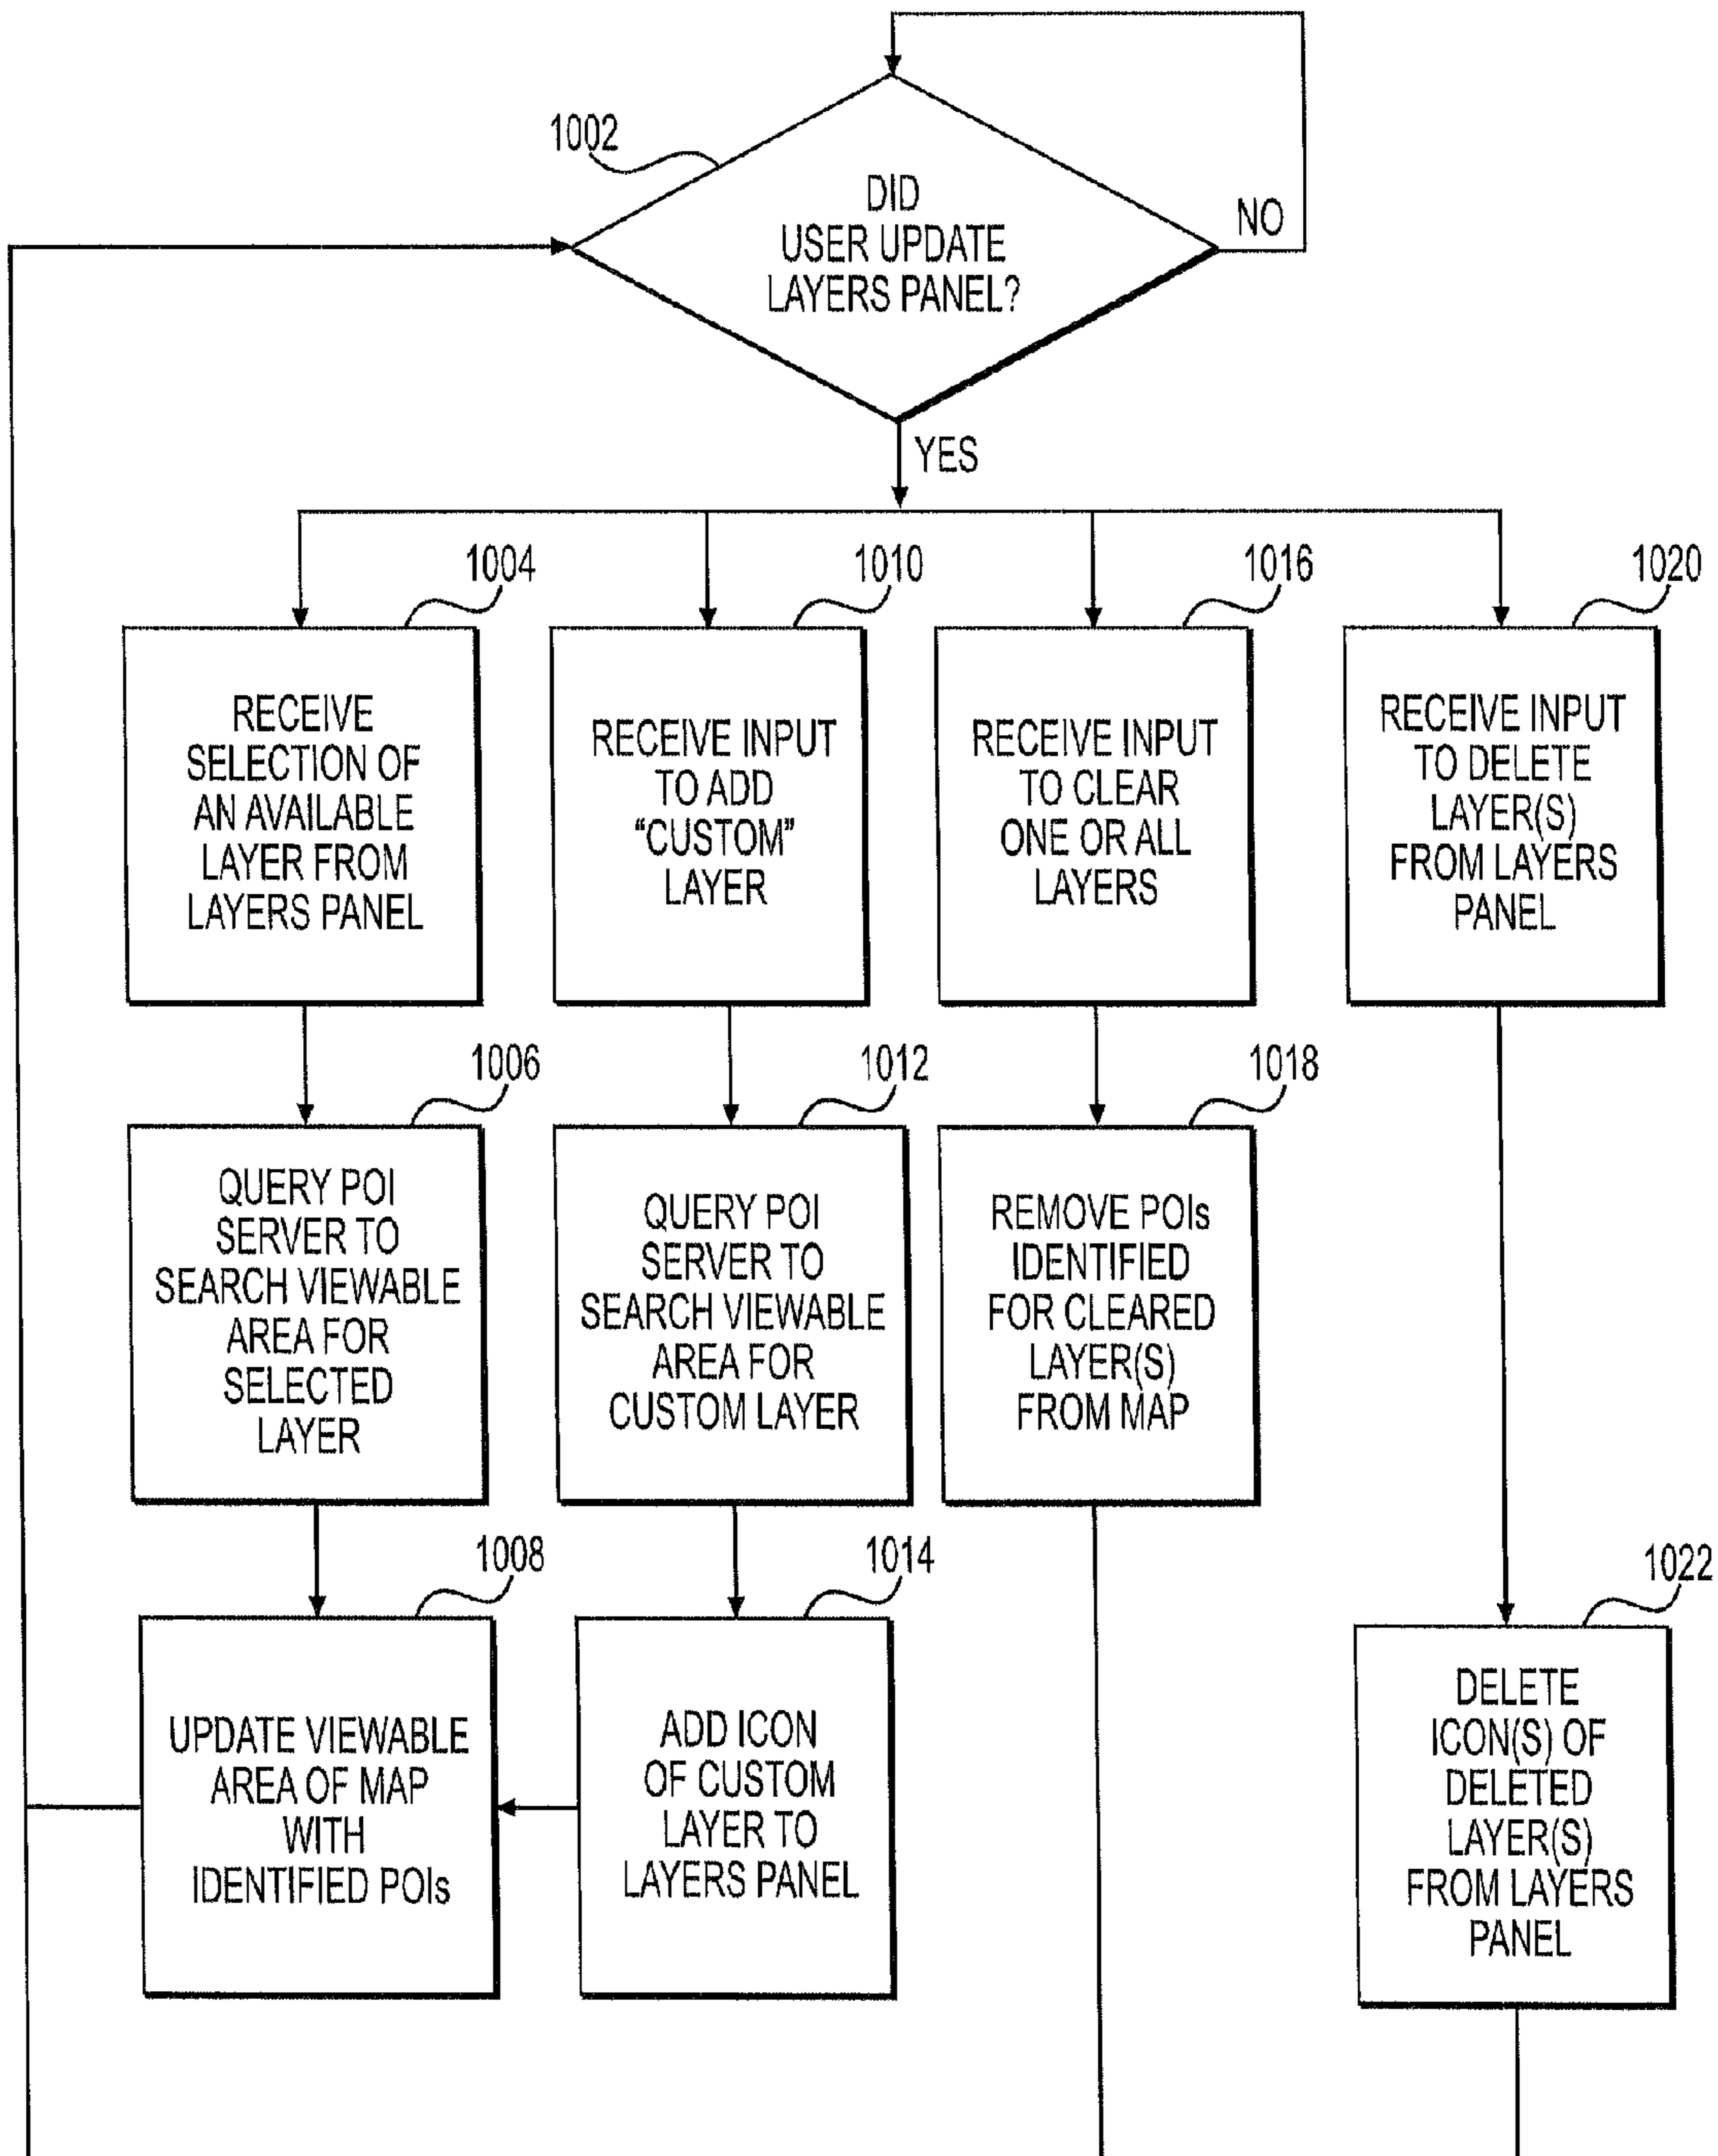 1002
DID
USER UPDATE
LAYERS PANEL?
NO
YES
1004
RECEIVE
SELECTION OF
AN AVAILABLE
LAYER FROM
LAYERS PANEL
1010
RECEIVE INPUT
TO ADD
“CUSTOM”
LAYER
1016
RECEIVE INPUT
TO CLEAR
ONE OR ALL
LAYERS
1020
RECEIVE INPUT
TO DELETE
LAYER(S)
FROM LAYERS
PANEL
1006
QUERY POI
SERVER TO
SEARCH VIEWABLE
AREA FOR
SELECTED
LAYER
1012
QUERY POI
SERVER TO
SEARCH VIEWABLE
AREA FOR
CUSTOM LAYER
1018
REMOVE POIs
IDENTIFIED
FOR CLEARED
LAYER(S)
FROM MAP
1008
UPDATE VIEWABLE
AREA OF MAP
WITH
IDENTIFIED POIs
1014
ADD ICON
OF CUSTOM
LAYER TO
LAYERS PANEL
1022
DELETE
ICON(S) OF
DELETED
LAYER(S)
FROM LAYERS
PANEL